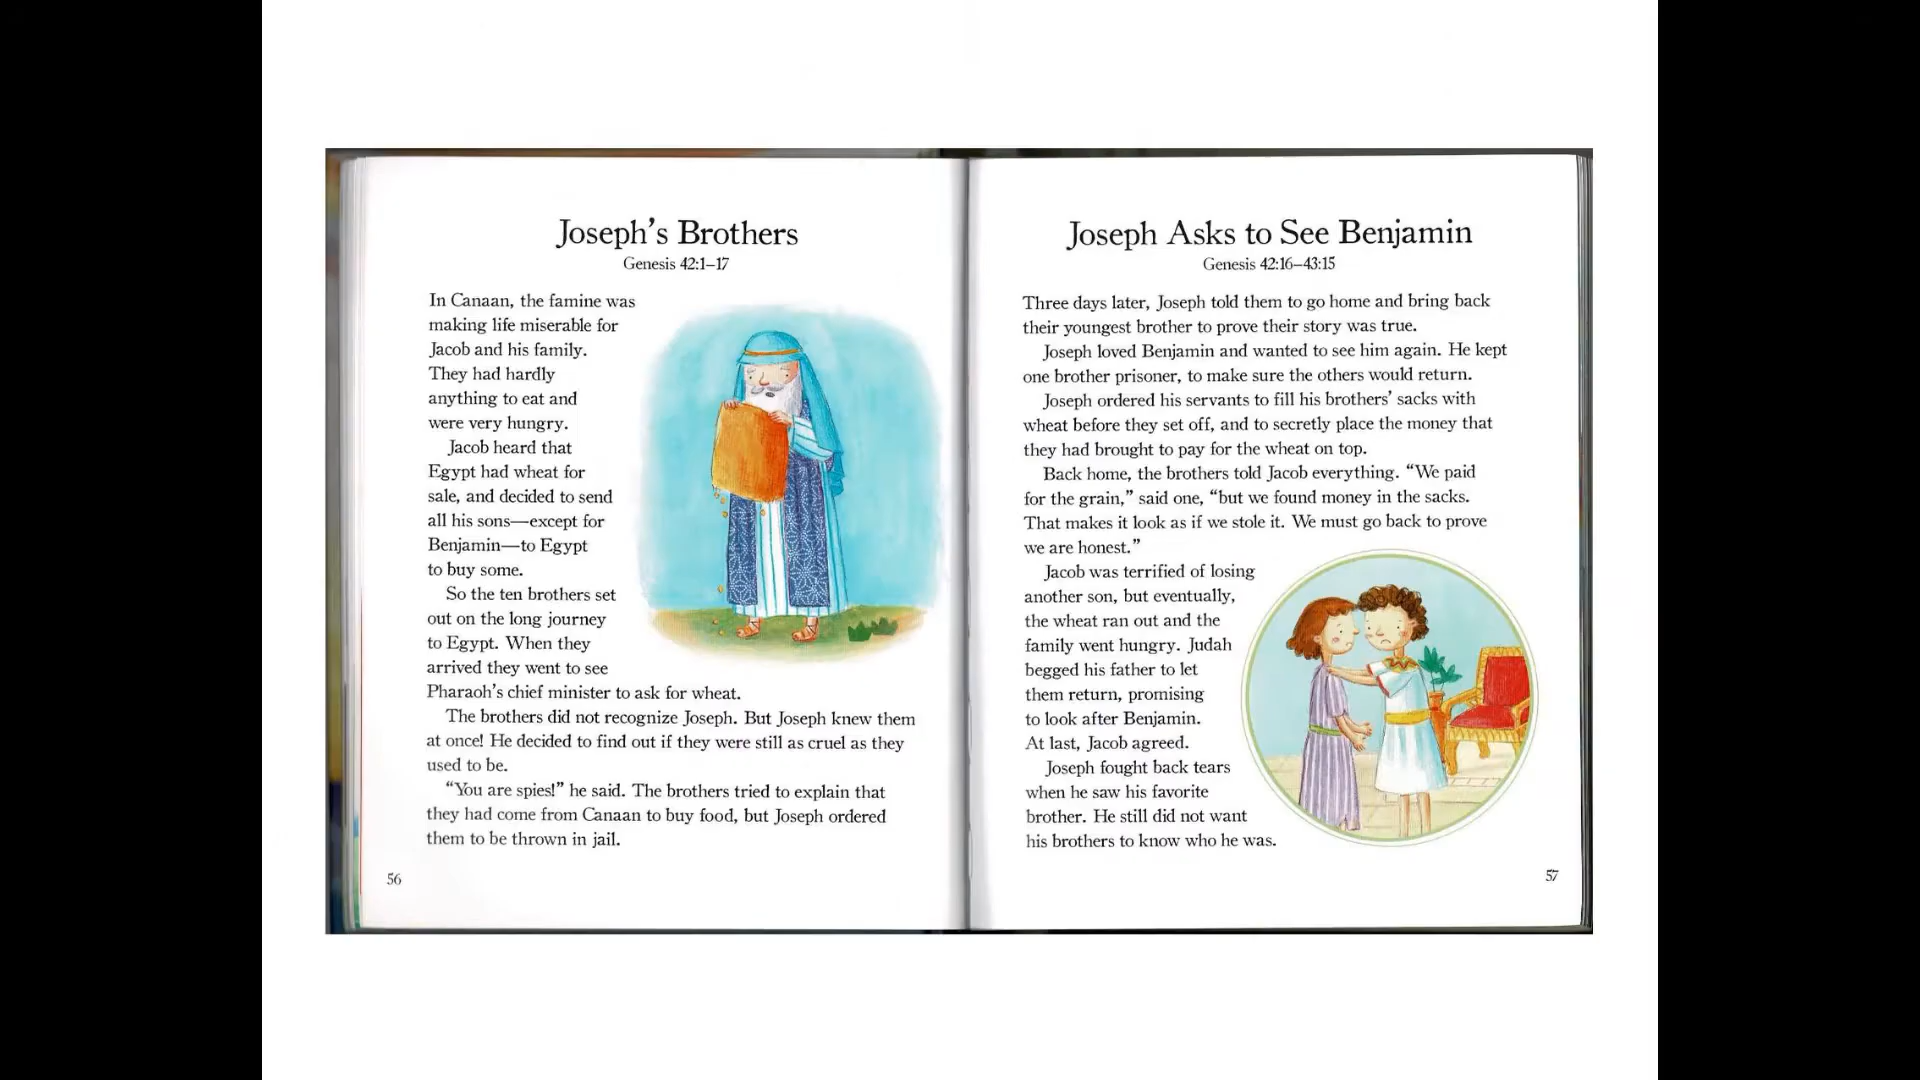 Joseph's Brothers
Genesis 42:1–17
In Canaan, the famine was
making life miserable for
Jacob and his family.
They had hardly
anything to eat and
were very hungry.
Jacob heard that
Egypt had wheat for
sale, and decided to send
all his sons—except for
Benjamin—to Egypt
to buy some.
So the ten brothers set
out on the long journey
to Egypt. When they
arrived they went to see
Pharaoh's chief minister to ask for wheat.
The brothers did not recognize Joseph. But Joseph knew them
at once! He decided to find out if they were still as cruel as they
used to be.
“You are spies!” he said. The brothers tried to explain that
they had come from Canaan to buy food, but Joseph ordered
them to be thrown in jail.
56
Joseph Asks to See Benjamin
Genesis 42:16–43:15
Three days later, Joseph told them to go home and bring back
their youngest brother to prove their story was true.
Joseph loved Benjamin and wanted to see him again. He kept
one brother prisoner, to make sure the others would return.
Joseph ordered his servants to fill his brothers' sacks with
wheat before they set off, and to secretly place the money that
they had brought to pay for the wheat on top.
Back home, the brothers told Jacob everything. “We paid
for the grain,” said one, “but we found money in the sacks.
That makes it look as if we stole it. We must go back to prove
we are honest.”
Jacob was terrified of losing
another son, but eventually,
the wheat ran out and the
family went hungry. Judah
begged his father to let
them return, promising
to look after Benjamin.
At last, Jacob agreed.
Joseph fought back tears
when he saw his favorite
brother. He still did not want
his brothers to know who he was.
57